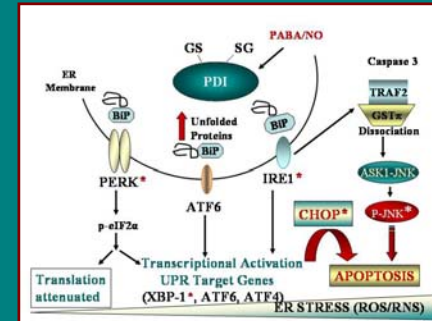 PABA/NO
GS
SG
Caspase 3
ER
Membrane
PDI
TRAF2
GSTπ
Dissociation
BiP
Unfolded
Proteins
BiP
BiP
PERK*
IRE1*
ATF6
ASK1-JNK
p-eIF2α
CHOP*
P-JNK*
Translation
attenuated
Transcriptional Activation
UPR Target Genes
(XBP-1*, ATF6, ATF4)
APOPTOSIS
ER STRESS (ROS/RNS)